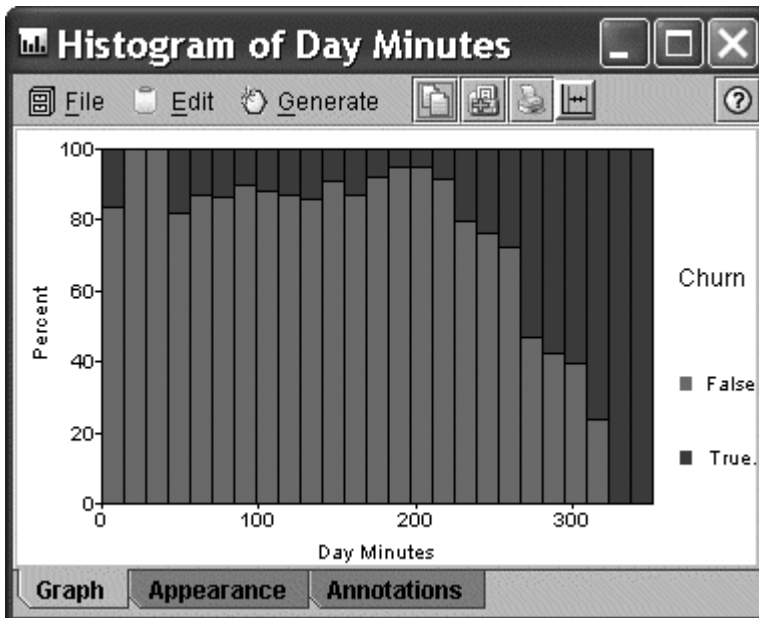 Histogram of Day Minutes
File Edit Generate
100
80
60
40
20
0
Percent
0 100 200 300
Day Minutes
Churn
False
True.
Graph Appearance Annotations